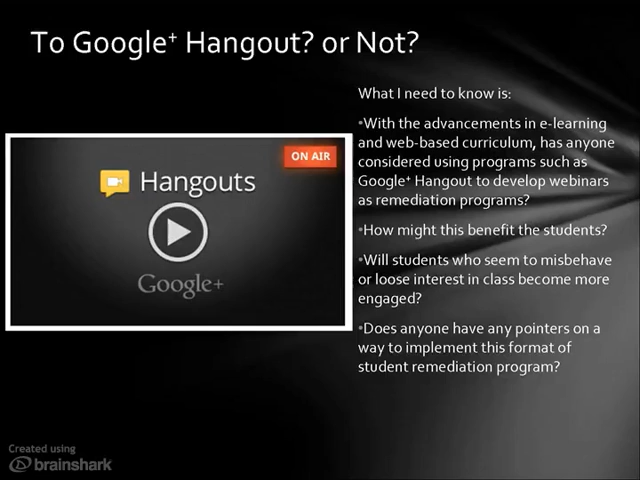 To Google+ Hangout? or Not?
What I need to know is:
•With the advancements in e-learning
and web-based curriculum, has anyone
considered using programs such as
Google+ Hangout to develop webinars
as remediation programs?
•How might this benefit the students?
•Will students who seem to misbehave
or loose interest in class become more
engaged?
•Does anyone have any pointers on a
way to implement this format of
student remediation program?
ON AIR
Hangouts
Google+
Created using
brainshark